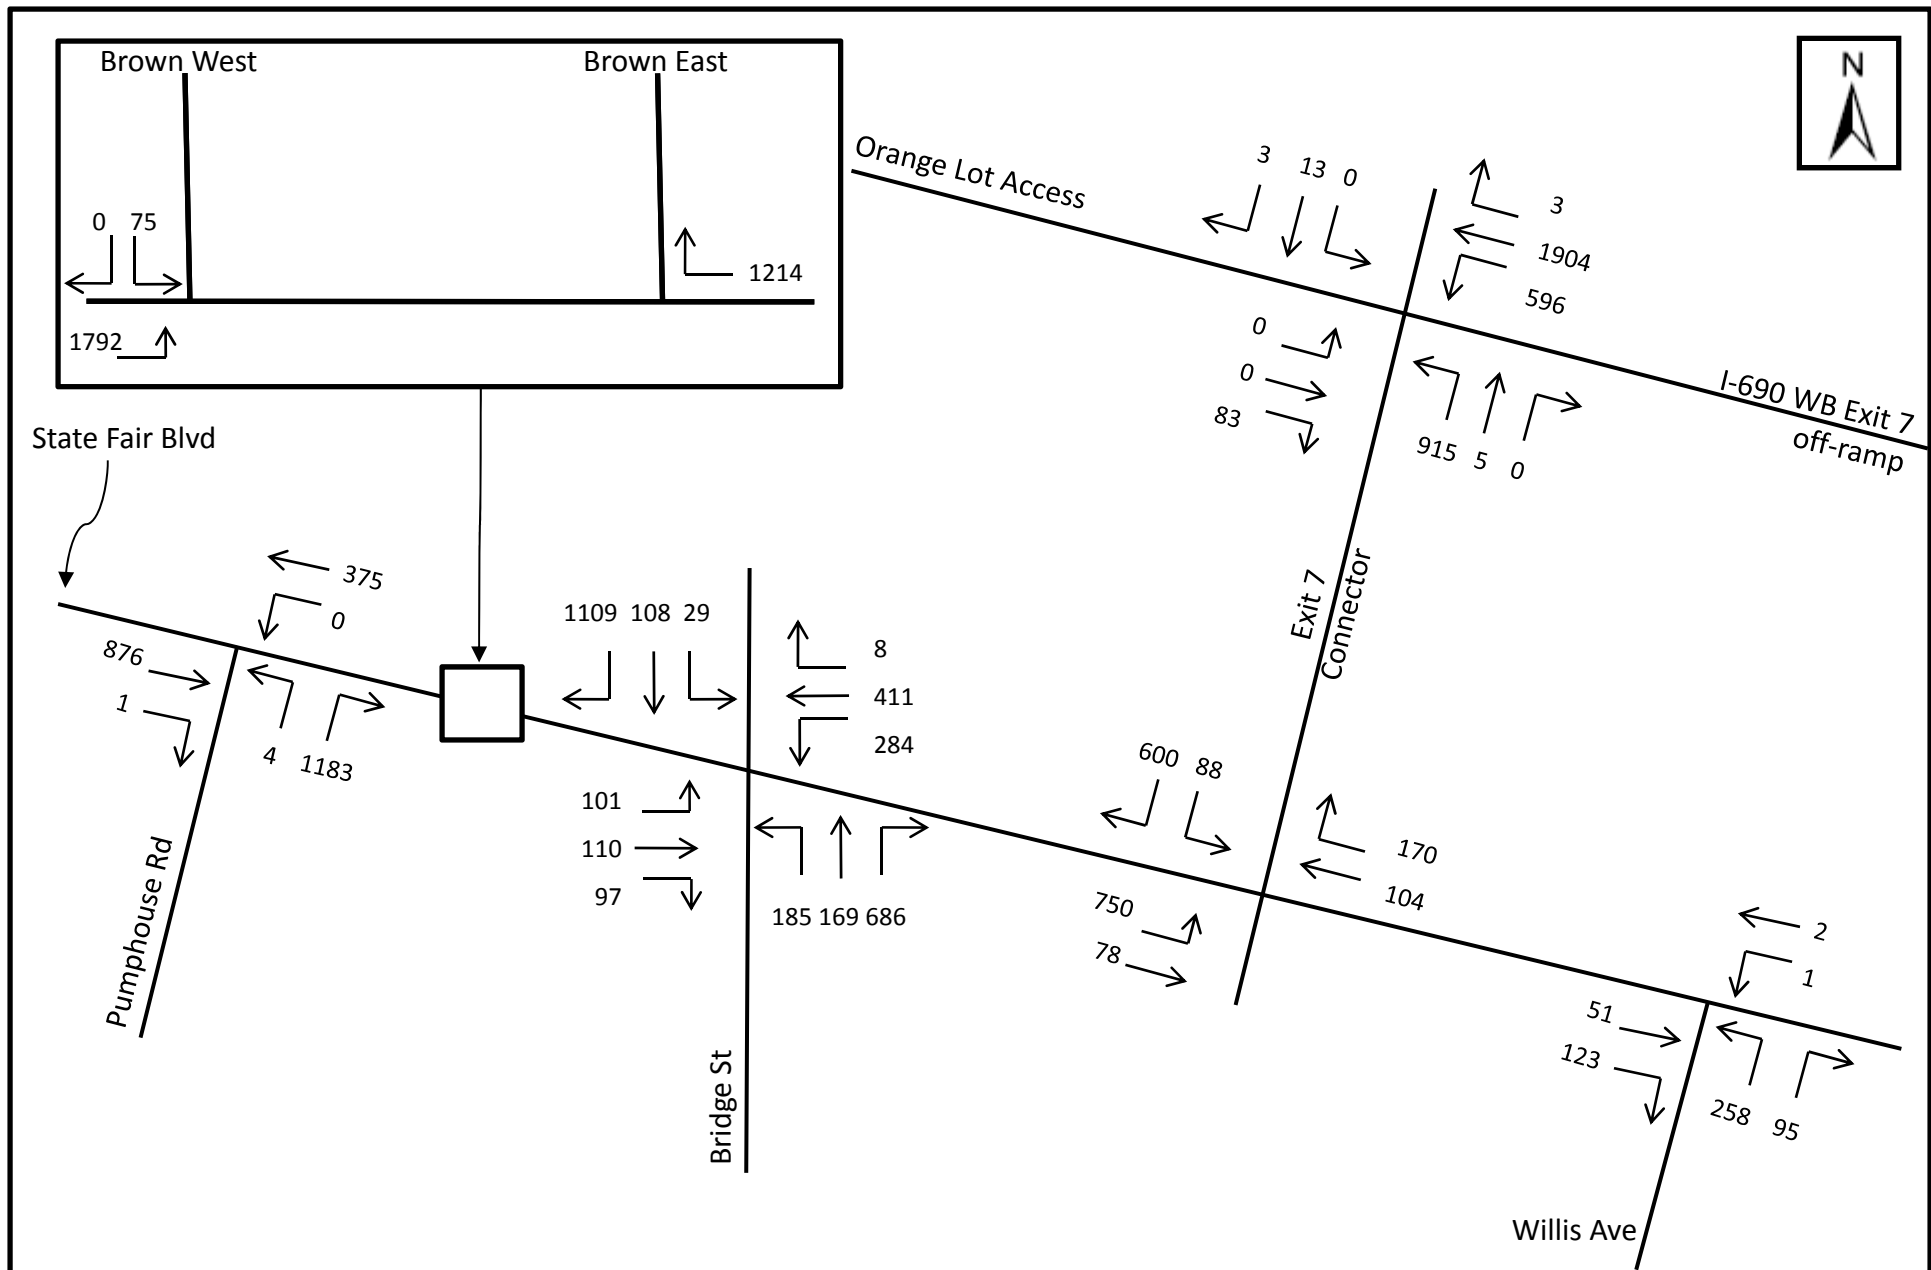 Brown West
Brown East
0 75
1214
1792
N
Orange Lot Access
3 13 0
3
1904
596
0
0
83
915 5 0
I-690 WB Exit 7
off-ramp
State Fair Blvd
375
0
876
1
4 1183
Pumphouse Rd
1109 108 29
8
411
284
101
110
97
185 169 686
Bridge St
Exit 7
Connector
600 88
170
104
750
78
2
1
51
123
258 95
Willis Ave